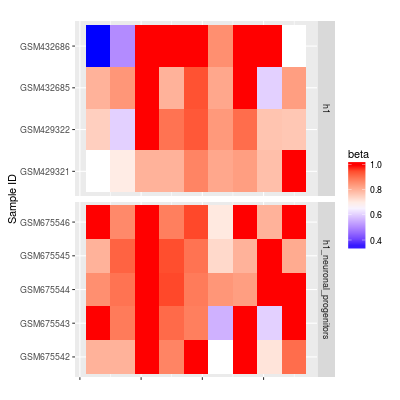 Sample ID
GSM432686
GSM432685
GSM429322
GSM429321
h1
GSM675546
GSM675545
GSM675544
GSM675543
GSM675542
h1_neuronal_progenitors
beta
1.0
0.8
0.6
0.4